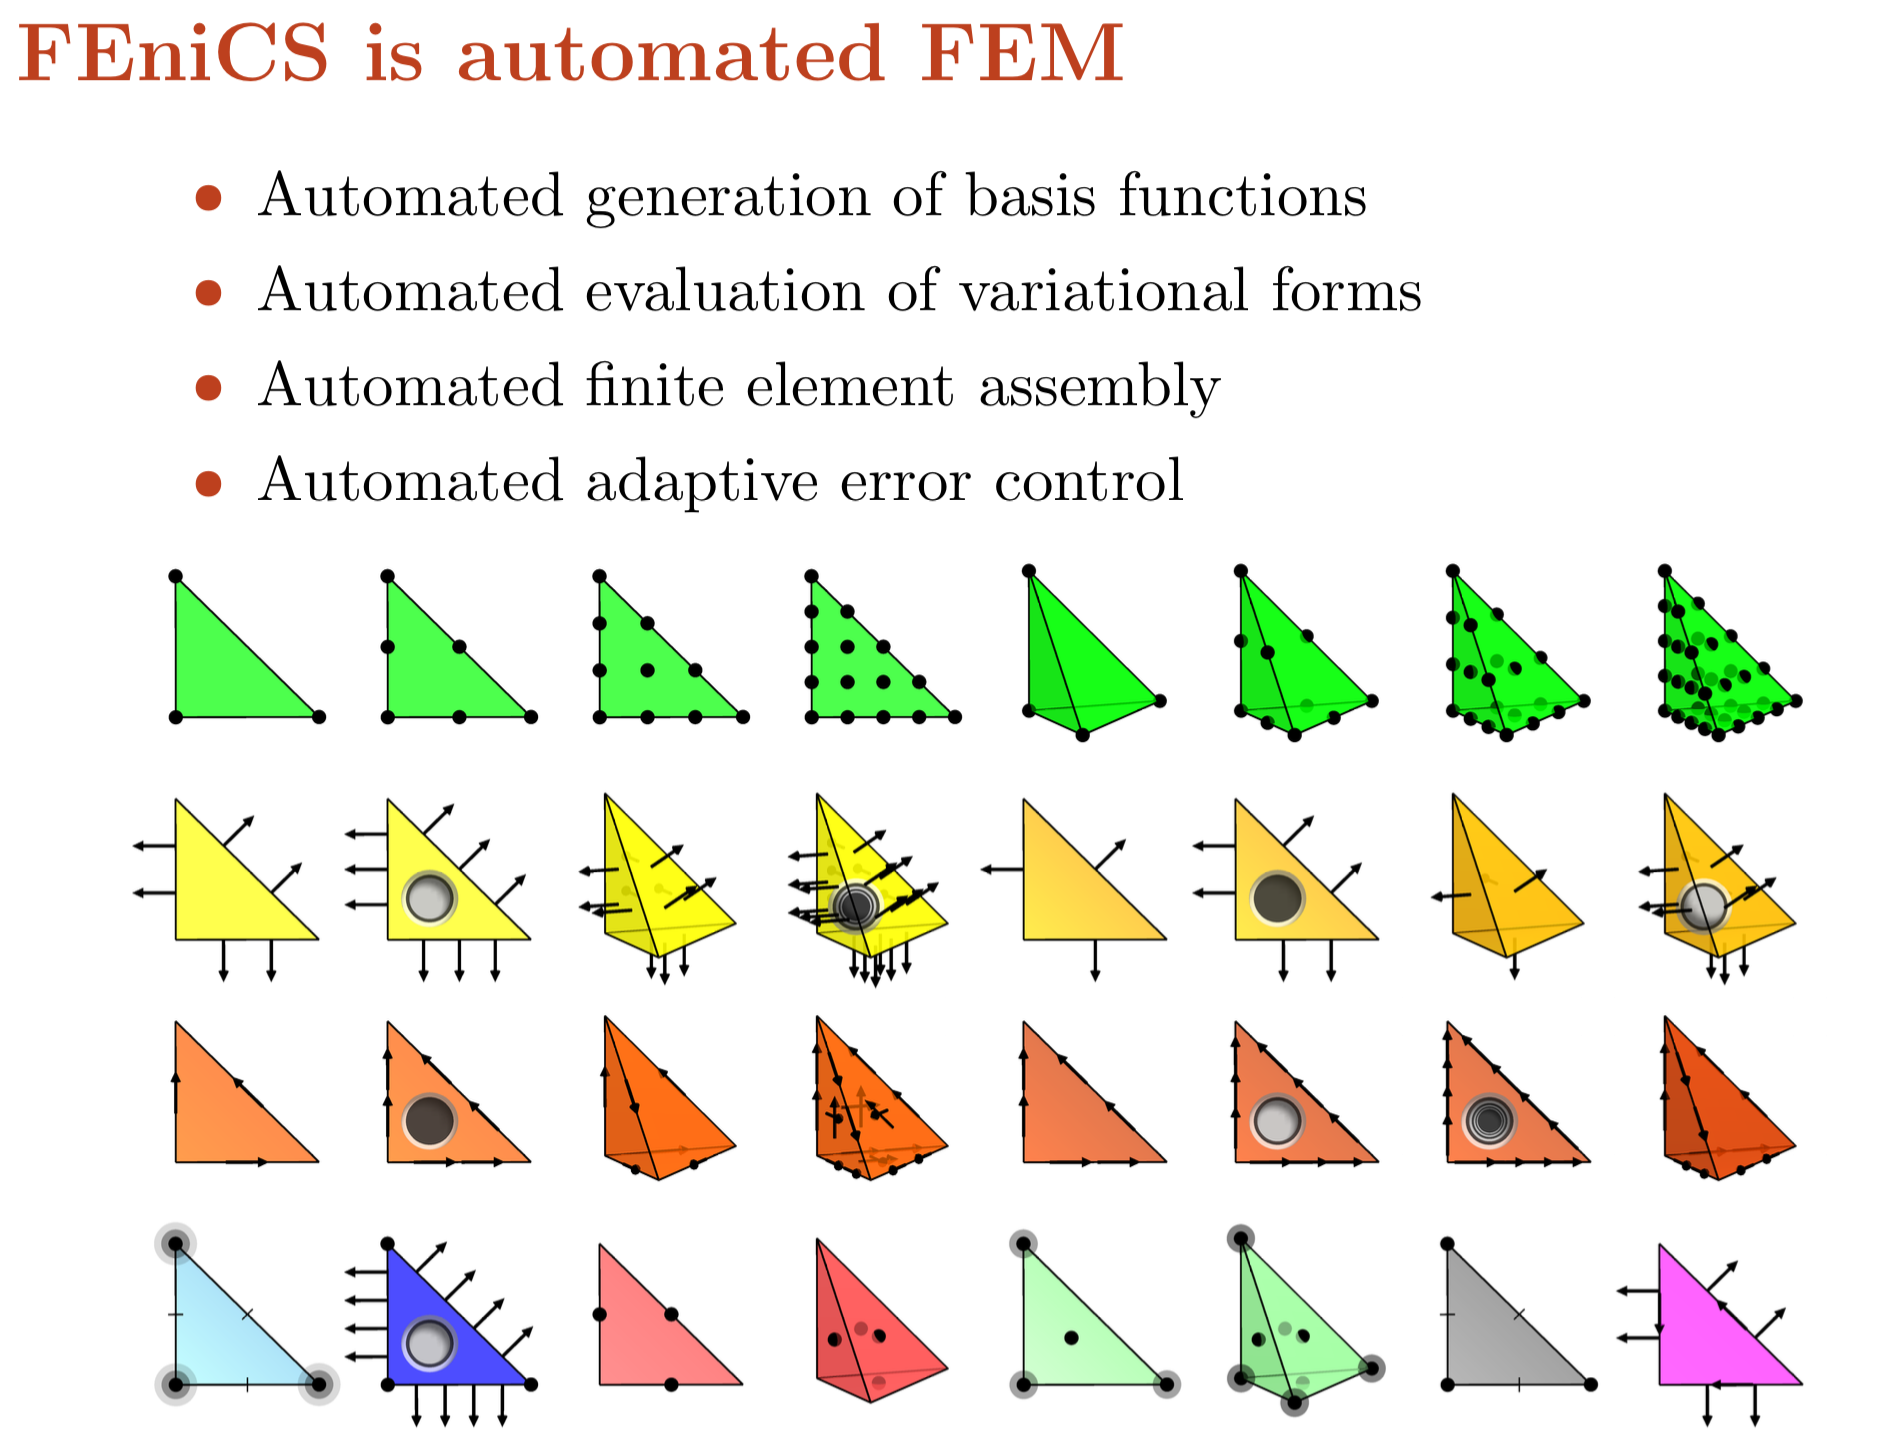 FEniCS is automated FEM
• Automated generation of basis functions
• Automated evaluation of variational forms
• Automated finite element assembly
• Automated adaptive error control